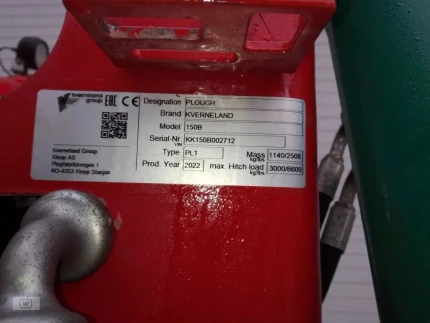 kverneland
group
EAC CE
Kverneland Group
Klepp AS
Plogfabrikkvegen 1
NO-4353 Klepp Stasjon
Designation PLOUGH
Brand KVERNELAND
Model 150B
Serial-Nr. KK150B002712
VIN
Type PL1 Mass 1140/2506
kg/lbs
Prod. Year 2022 max. Hitch load 3000/6600
kg/lbs